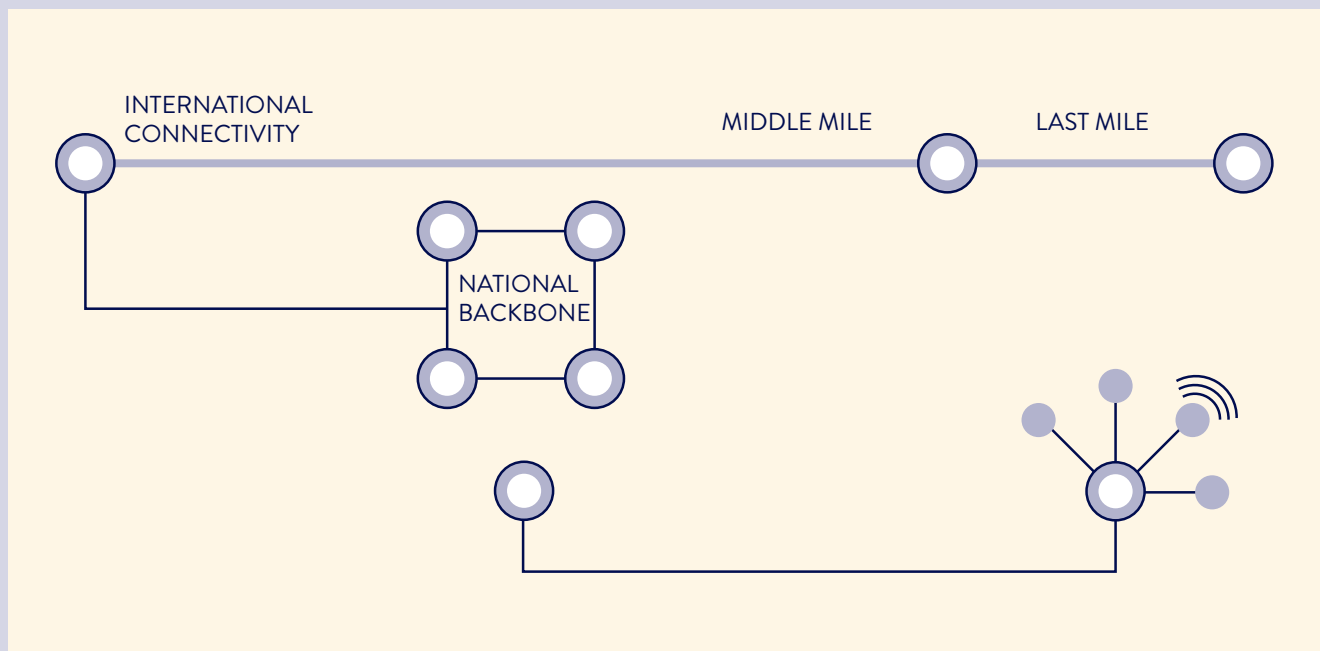 INTERNATIONAL
CONNECTIVITY
MIDDLE MILE
LAST MILE
NATIONAL
BACKBONE